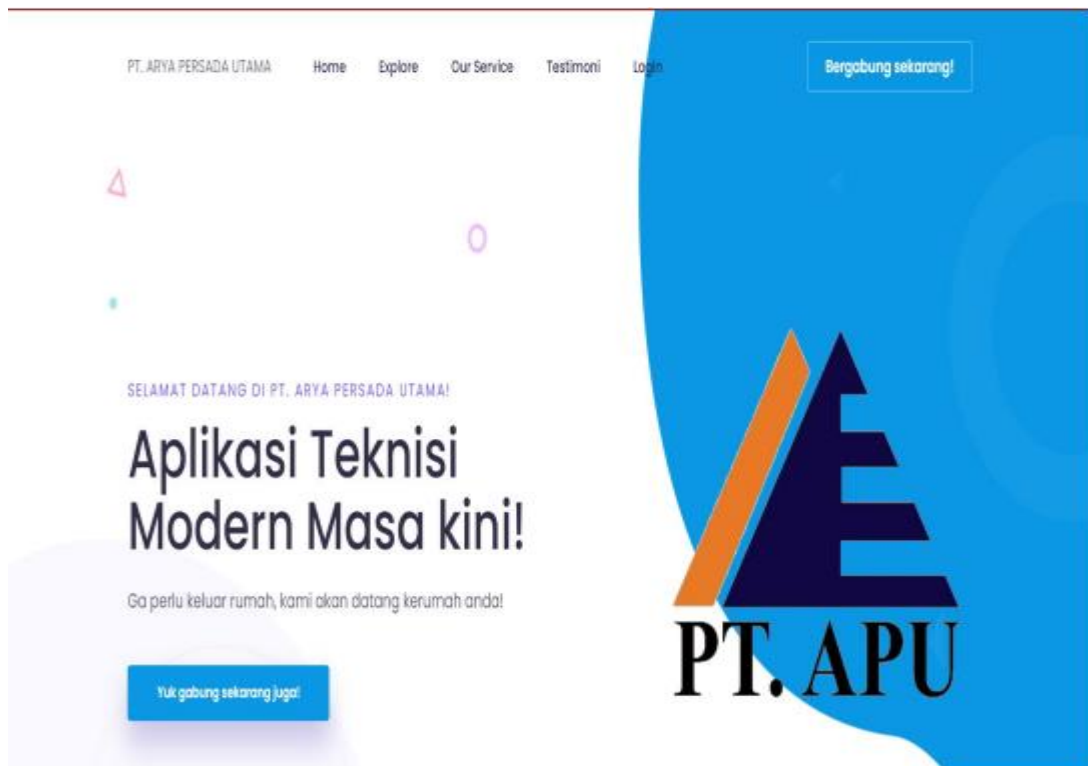 PT. ARYA PERSADA UTAMA Home Explore Our Service Testimoni Login Bergabung sekarang!
SELAMAT DATANG DI PT. ARYA PERSADA UTAMA!
Aplikasi Teknisi
Modern Masa kini!
Ga perlu keluar rumah, kami akan datang kerumah anda!
Yuk gabung sekarang juga!
PT. APU